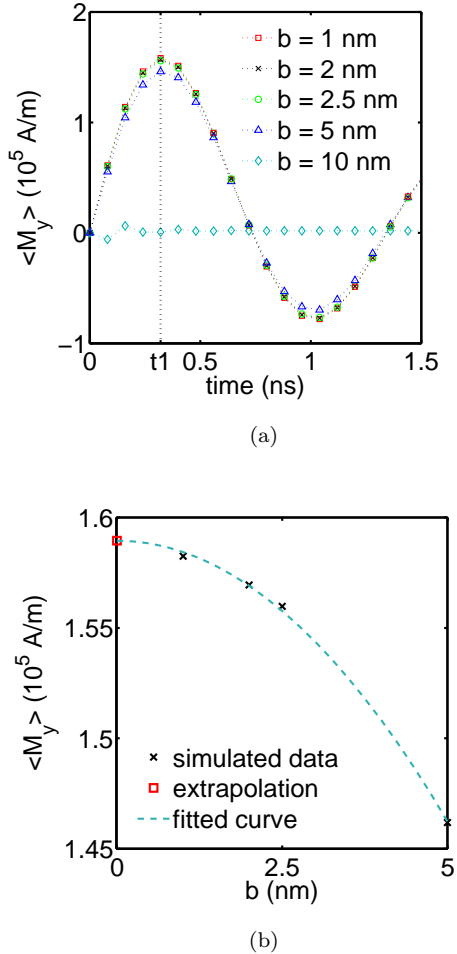 2
1
0
−1
<M_y> (10^5 A/m)
b = 1 nm
b = 2 nm
b = 2.5 nm
b = 5 nm
b = 10 nm
0 t1 0.5 1 1.5
time (ns)
(a)
1.6
1.55
1.5
1.45
<M_y> (10^5 A/m)
simulated data
extrapolation
fitted curve
0 2.5 5
b (nm)
(b)